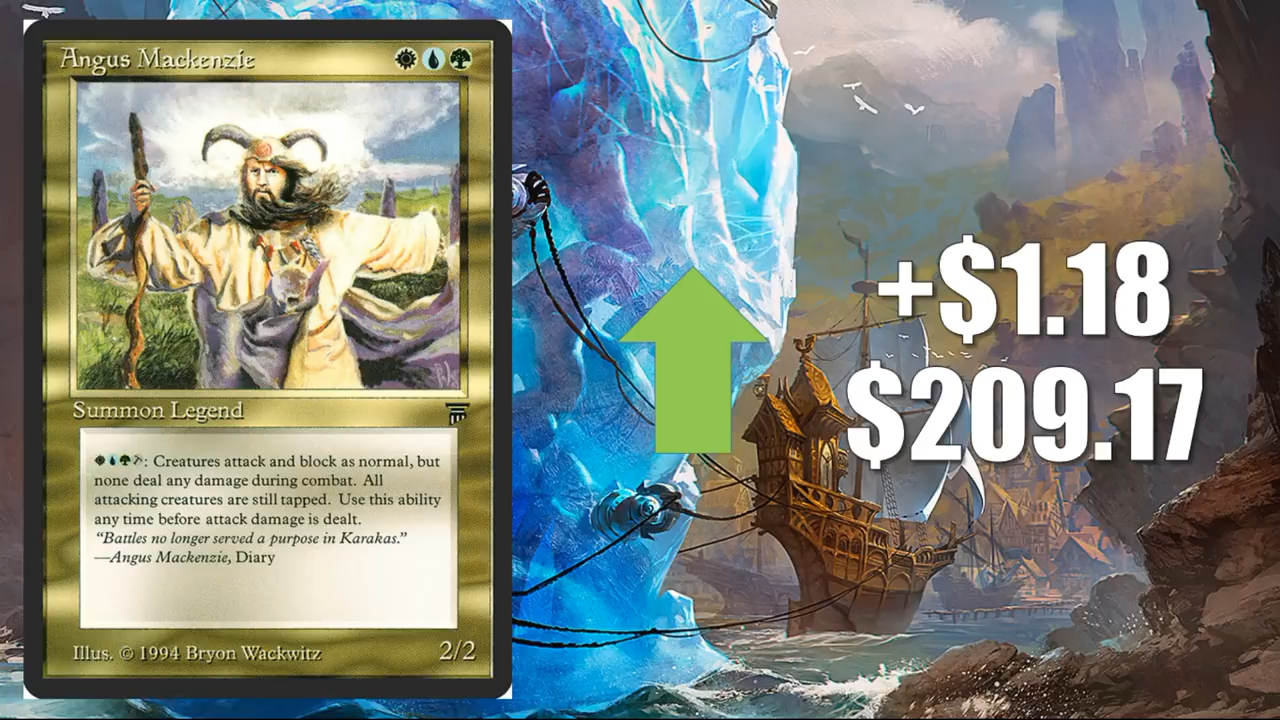 Angus Mackenzie
Summon Legend
: Creatures attack and block as normal, but
none deal any damage during combat. All
attacking creatures are still tapped. Use this ability
any time before attack damage is dealt.
"Battles no longer served a purpose in Karakas."
—Angus Mackenzie, Diary
Illus. © 1994 Bryon Wackwitz 2/2
+$1.18
$209.17